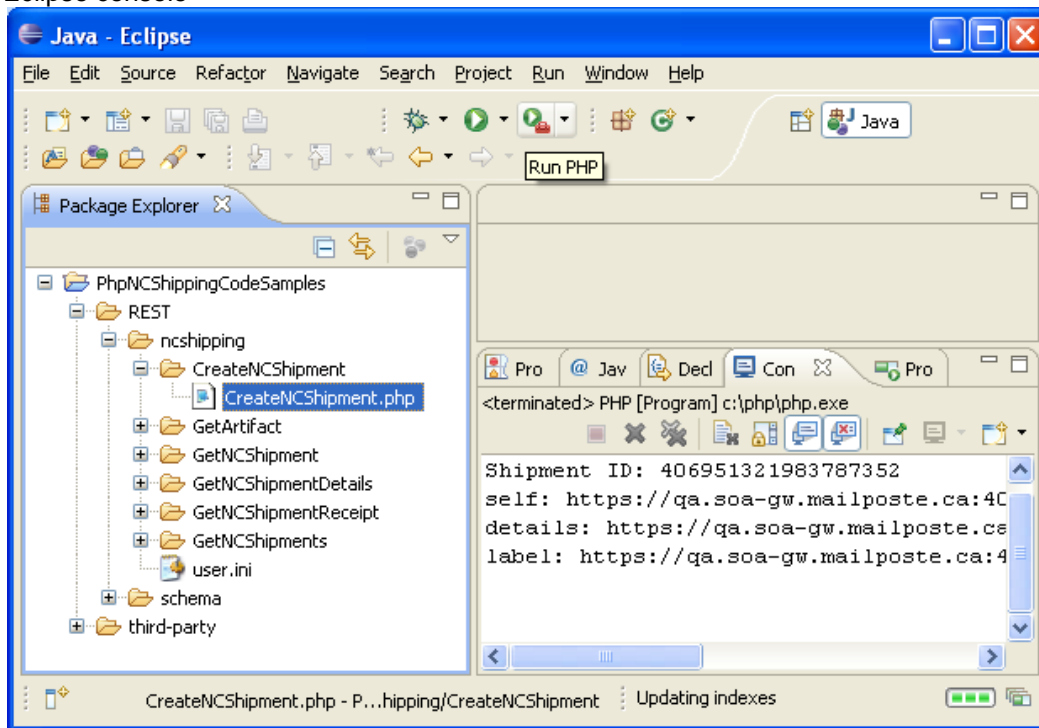 Eclipse console
Java - Eclipse
File Edit Source Refactor Navigate Search Project Run Window Help
Java
Run PHP
Package Explorer
PhpNCShippingCodeSamples
REST
ncshipping
CreateNCShipment
CreateNCShipment.php
GetArtifact
GetNCShipment
GetNCShipmentDetails
GetNCShipmentReceipt
GetNCShipments
user.ini
schema
third-party
Pro Jav Decl Con Pro
<terminated> PHP [Program] c:\php\php.exe
Shipment ID: 406951321983787352
self: https://qa.soa-gw.mailposte.ca:40
details: https://qa.soa-gw.mailposte.ca
label: https://qa.soa-gw.mailposte.ca:4
CreateNCShipment.php - P...hipping/CreateNCShipment Updating indexes